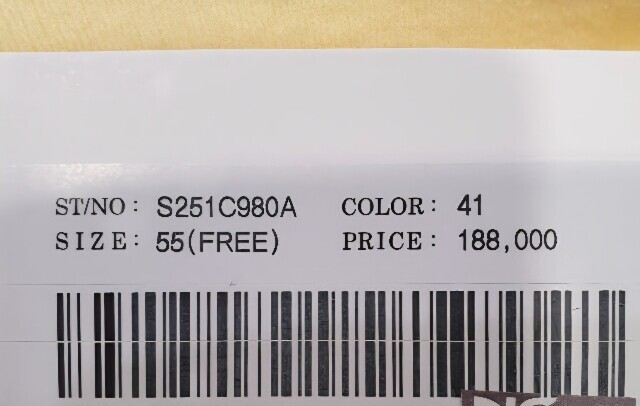 ST/NO : S251C980A COLOR : 41
SIZE : 55(FREE) PRICE : 188,000